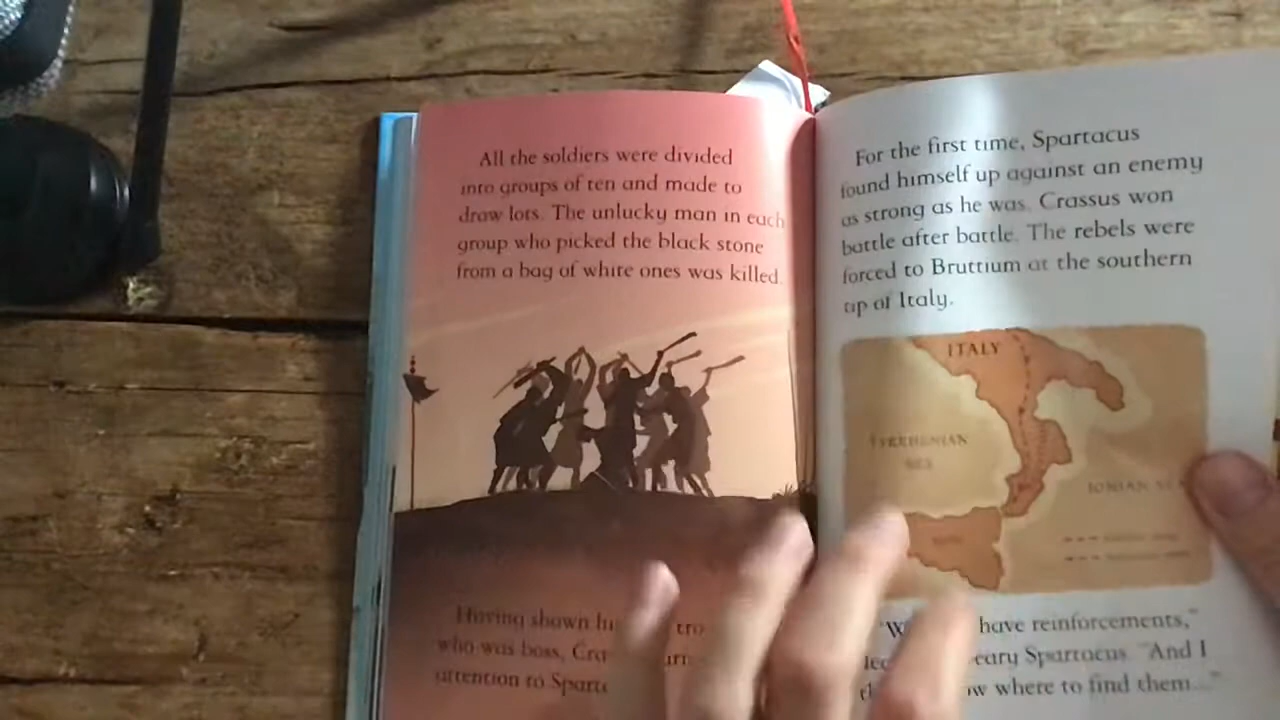 All the soldiers were divided
into groups of ten and made to
draw lots. The unlucky man in each
group who picked the black stone
from a bag of white ones was killed.
Having shown
who was boss,
attention to
For the first time, Spartacus
found himself up against an enemy
as strong as he was. Crassus won
battle after battle. The rebels were
forced to Bruttium at the southern
tip of Italy.
ITALY
TYRRHENIAN
SEA
IONIAN SEA
have reinforcements,"
Spartacus. "And I
where to find them..."